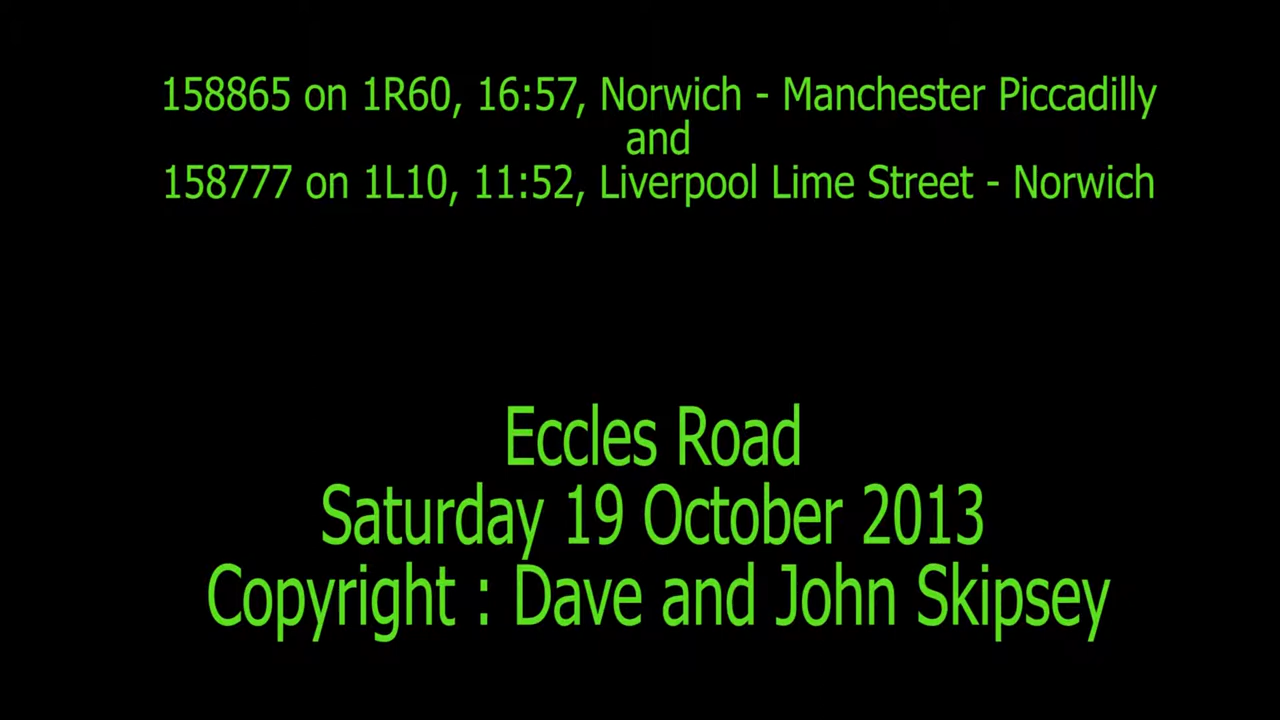 158865 on 1R60, 16:57, Norwich - Manchester Piccadilly
and
158777 on 1L10, 11:52, Liverpool Lime Street - Norwich
Eccles Road
Saturday 19 October 2013
Copyright : Dave and John Skipsey